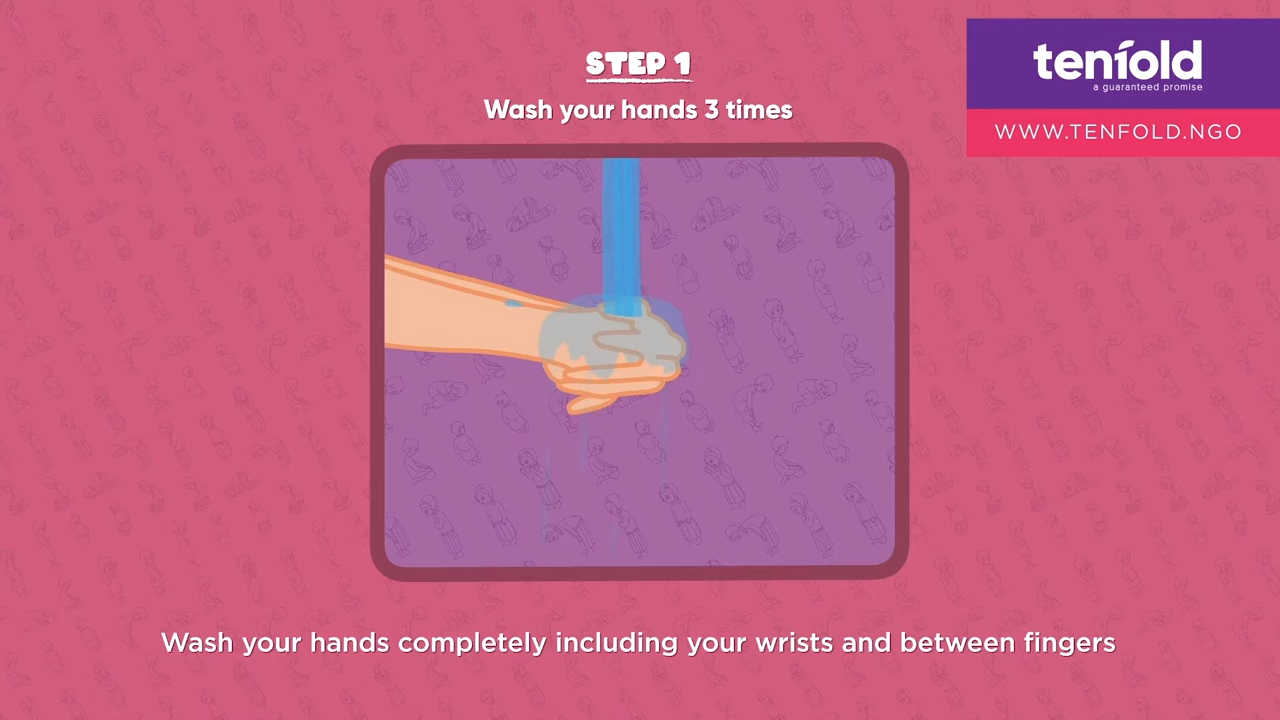 STEP 1
Wash your hands 3 times
tenfold
a guaranteed promise
WWW.TENFOLD.NGO
Wash your hands completely including your wrists and between fingers